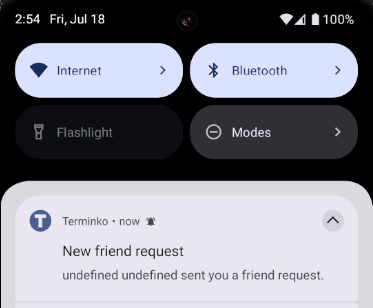 2:54 Fri, Jul 18 100%
Internet Bluetooth
Flashlight Modes
T Terminko • now
New friend request
undefined undefined sent you a friend request.